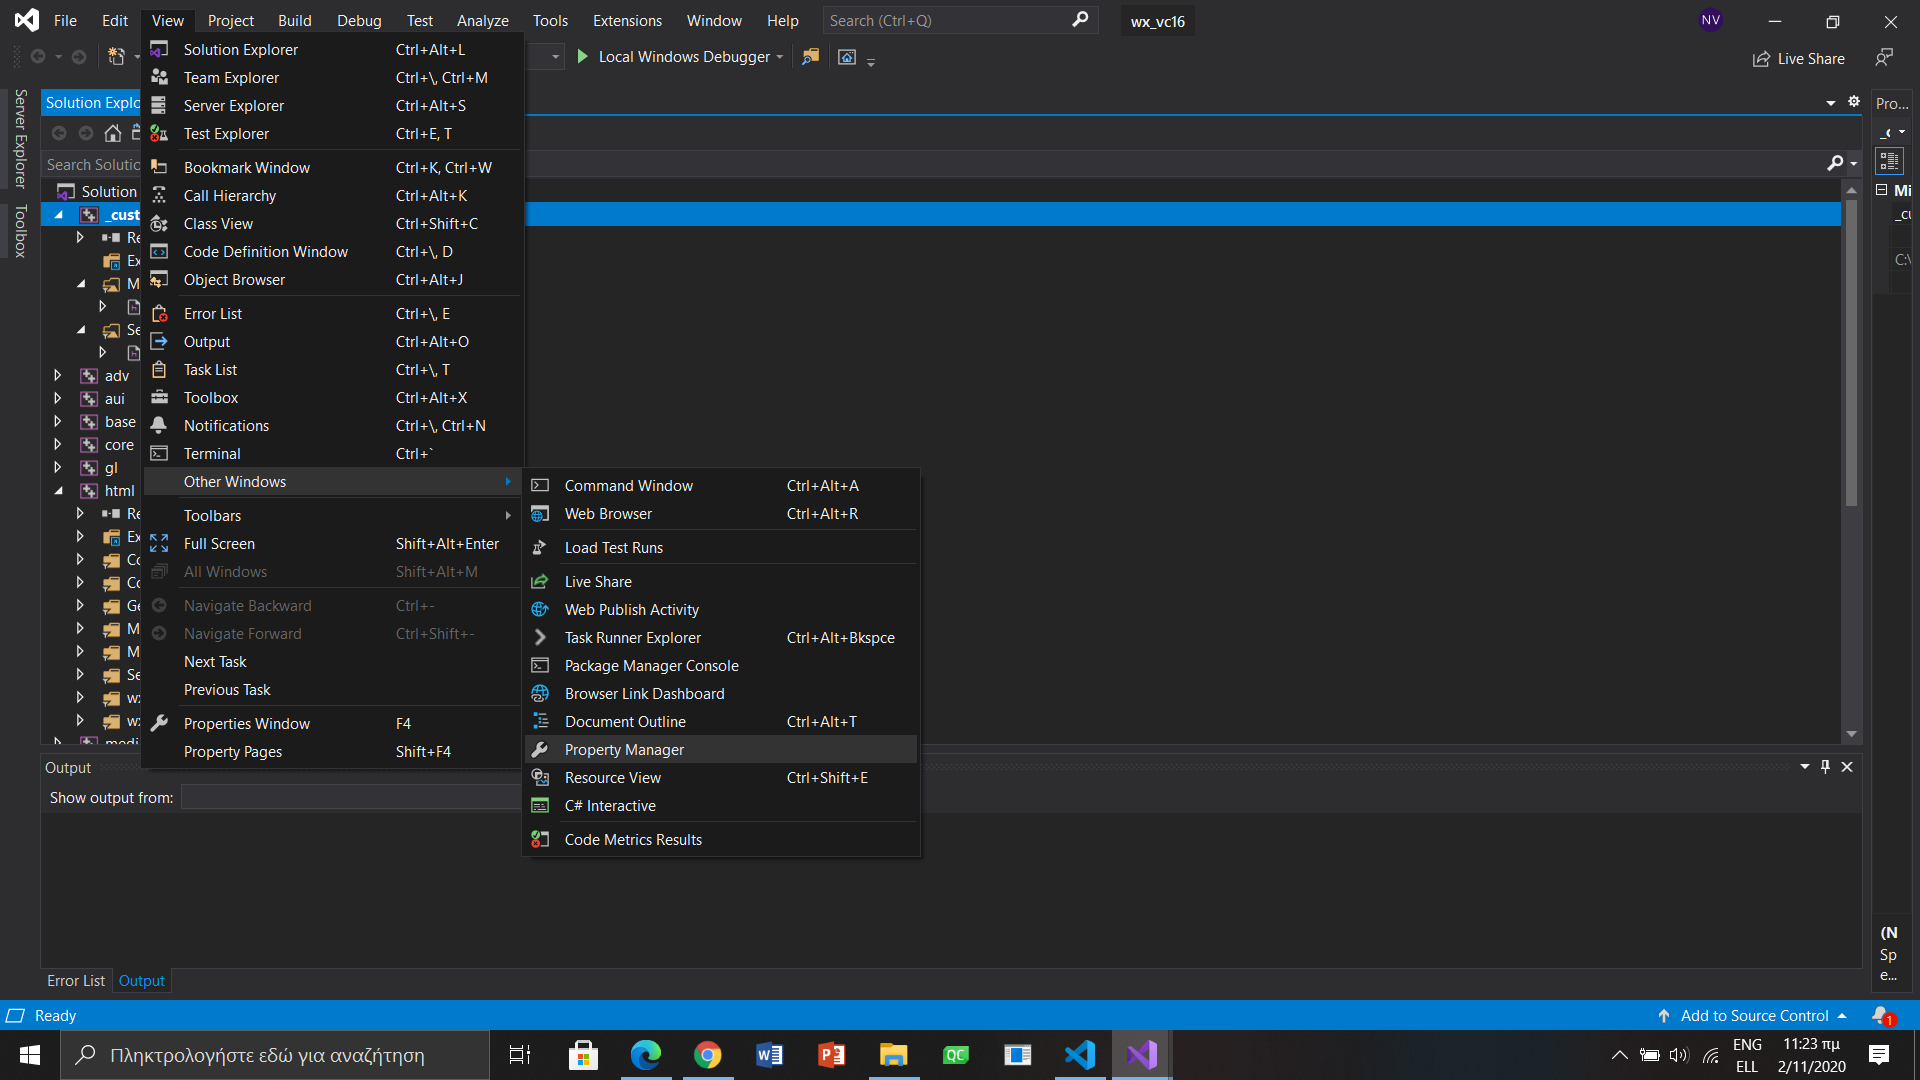 File Edit View Project Build Debug Test Analyze Tools Extensions Window Help Search (Ctrl+Q) wx_vc16 NV
Local Windows Debugger Live Share
Server Explorer
Toolbox
Solution Explo
Search Solutio
Solution
_cust
Re
Ex
M
Se
adv
aui
base
core
gl
html
Re
Ex
Co
Co
Ge
M
M
Se
wx
wx
medi
Solution Explorer Ctrl+Alt+L
Team Explorer Ctrl+\, Ctrl+M
Server Explorer Ctrl+Alt+S
Test Explorer Ctrl+E, T
Bookmark Window Ctrl+K, Ctrl+W
Call Hierarchy Ctrl+Alt+K
Class View Ctrl+Shift+C
Code Definition Window Ctrl+\, D
Object Browser Ctrl+Alt+J
Error List Ctrl+\, E
Output Ctrl+Alt+O
Task List Ctrl+\, T
Toolbox Ctrl+Alt+X
Notifications Ctrl+\, Ctrl+N
Terminal Ctrl+`
Other Windows
Toolbars
Full Screen Shift+Alt+Enter
All Windows Shift+Alt+M
Navigate Backward Ctrl+-
Navigate Forward Ctrl+Shift+-
Next Task
Previous Task
Properties Window F4
Property Pages Shift+F4
Command Window Ctrl+Alt+A
Web Browser Ctrl+Alt+R
Load Test Runs
Live Share
Web Publish Activity
Task Runner Explorer Ctrl+Alt+Bkspce
Package Manager Console
Browser Link Dashboard
Document Outline Ctrl+Alt+T
Property Manager
Resource View Ctrl+Shift+E
C# Interactive
Code Metrics Results
Pro...
Mi
_cu
C:\
(N
Sp
e...
Output
Show output from:
Error List Output
Ready Add to Source Control 1
Πληκτρολογήστε εδώ για αναζήτηση QC ENG 11:23 πμ
ELL 2/11/2020